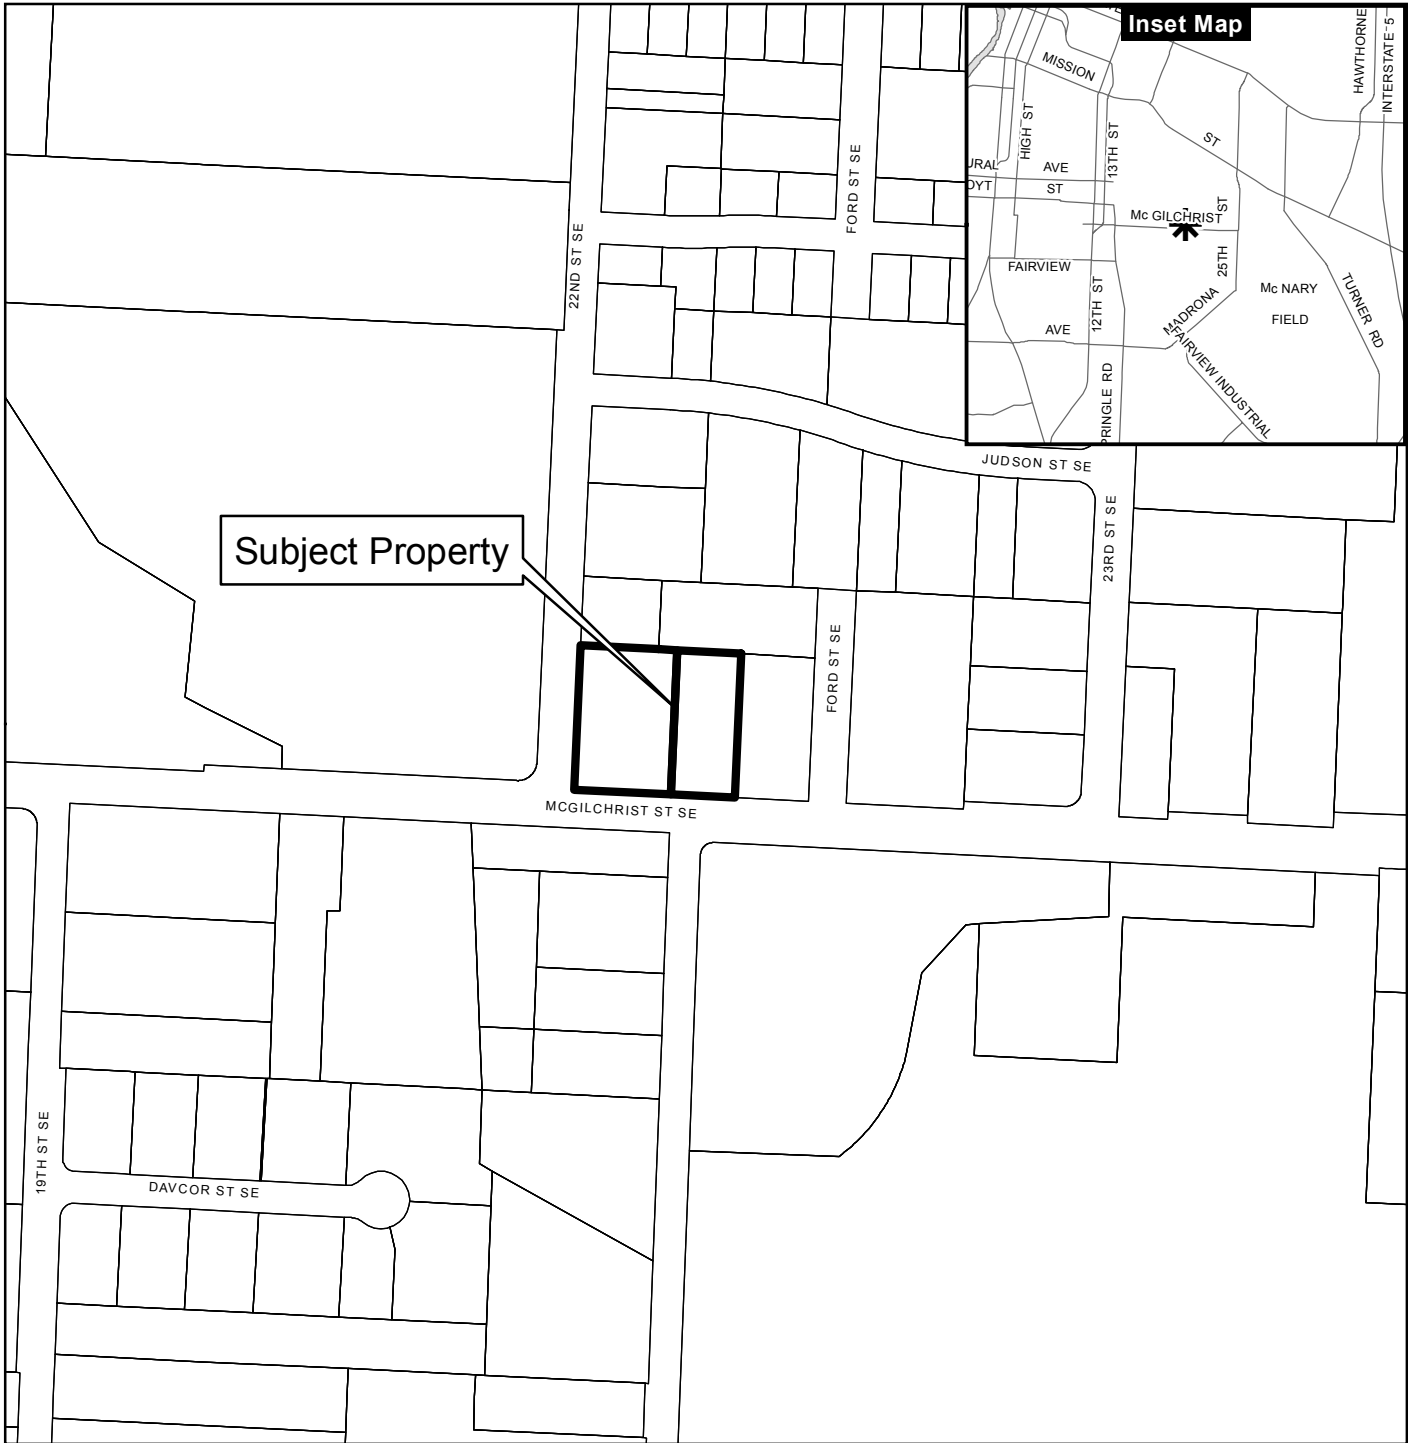 Inset Map
HAWTHORNE
INTERSTATE-5
MISSION
ST
HIGH ST
13TH ST
URAL AVE
OYT ST
Mc GILCHRIST
25TH ST
FAIRVIEW
AVE
12TH ST
MADRONA
Mc NARY
FIELD
TURNER RD
FAIRVIEW INDUSTRIAL
PRINGLE RD
FORD ST SE
22ND ST SE
JUDSON ST SE
23RD ST SE
Subject Property
FORD ST SE
MCGILCHRIST ST SE
19TH ST SE
DAVCOR ST SE